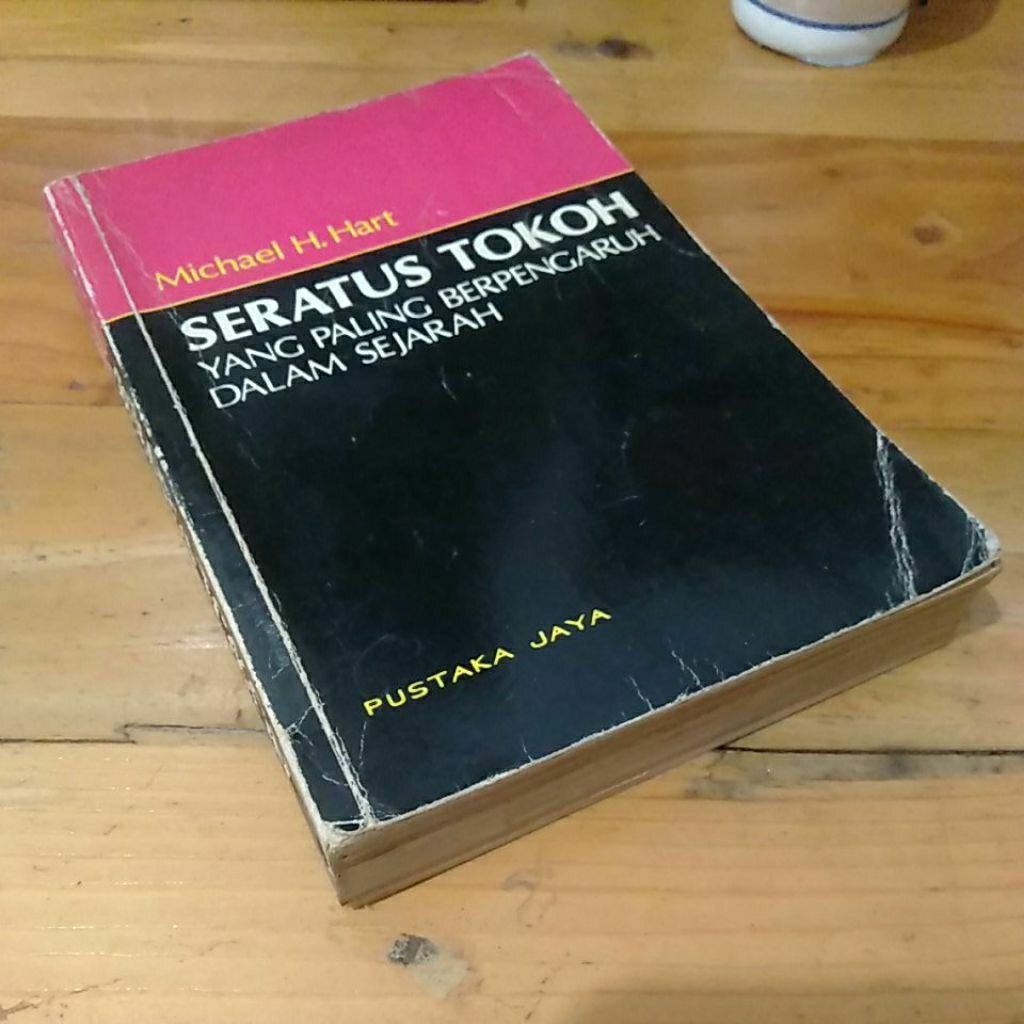 Michael H. Hart
SERATUS TOKOH
YANG PALING BERPENGARUH
DALAM SEJARAH
PUSTAKA JAYA